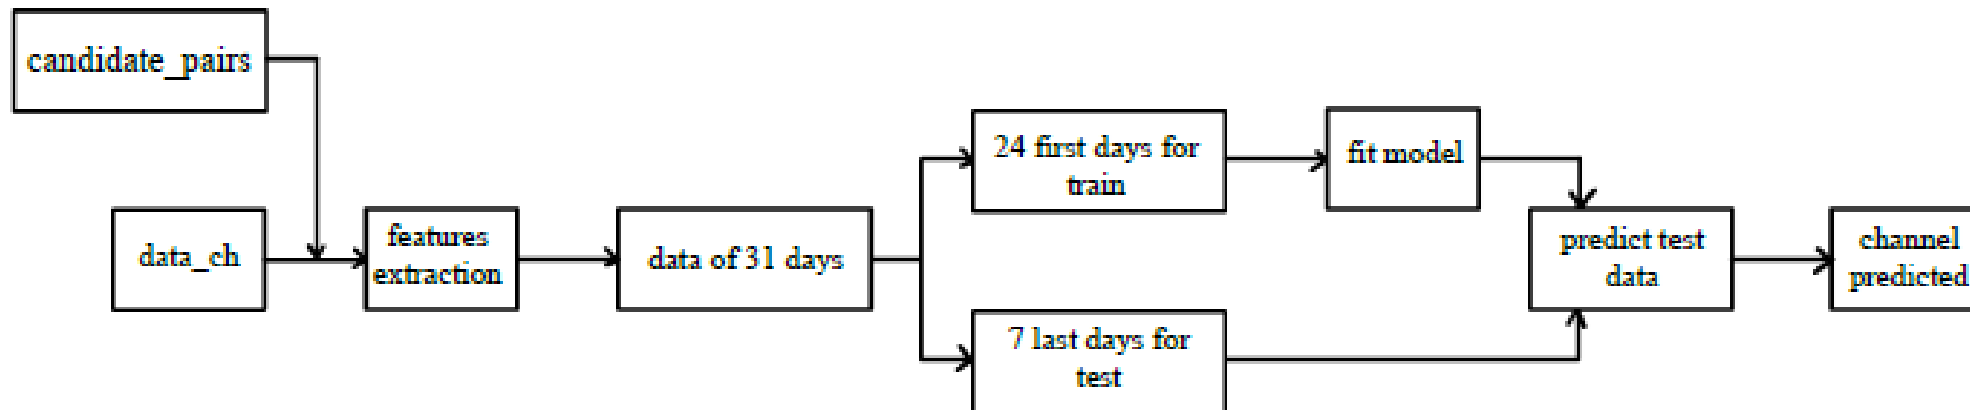 candidate_pairs
data_ch
features
extraction
data of 31 days
24 first days for
train
fit model
7 last days for
test
predict test
data
channel
predicted